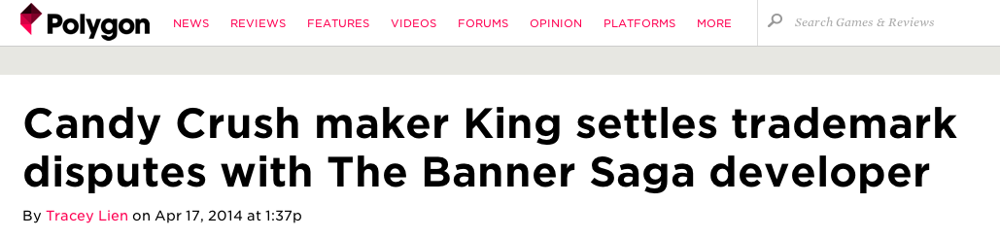 Polygon NEWS REVIEWS FEATURES VIDEOS FORUMS OPINION PLATFORMS MORE Search Games & Reviews
Candy Crush maker King settles trademark
disputes with The Banner Saga developer
By Tracey Lien on Apr 17, 2014 at 1:37p